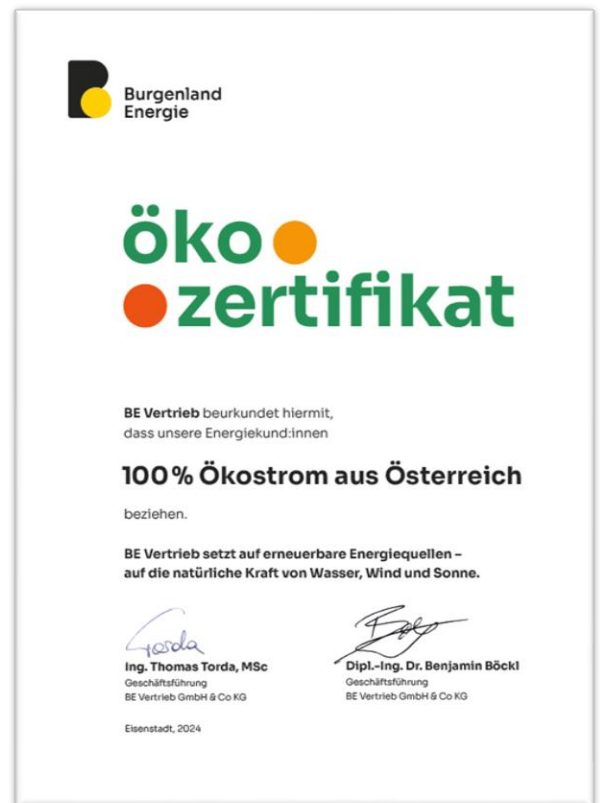 Burgenland
Energie
öko
zertifikat
BE Vertrieb beurkundet hiermit,
dass unsere Energiekund:innen
100% Ökostrom aus Österreich
beziehen.
BE Vertrieb setzt auf erneuerbare Energiequellen –
auf die natürliche Kraft von Wasser, Wind und Sonne.
Torda
Ing. Thomas Torda, MSc
Geschäftsführung
BE Vertrieb GmbH & Co KG
Dipl.-Ing. Dr. Benjamin Böckl
Geschäftsführung
BE Vertrieb GmbH & Co KG
Eisenstadt, 2024